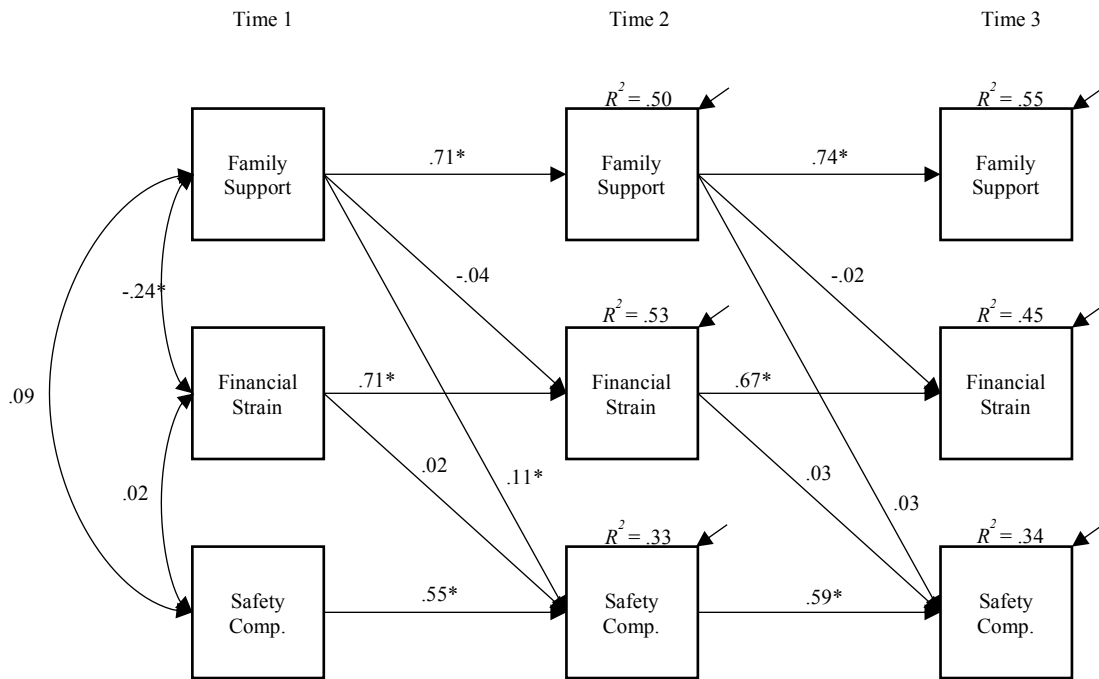 Time 1
Time 2
Time 3
R² = .50
R² = .55
Family
Support
.71*
Family
Support
.74*
Family
Support
-.24*
-.04
-.02
R² = .53
R² = .45
.09
Financial
Strain
.71*
Financial
Strain
.67*
Financial
Strain
.02
.02
.11*
.03
.03
R² = .33
R² = .34
Safety
Comp.
.55*
Safety
Comp.
.59*
Safety
Comp.